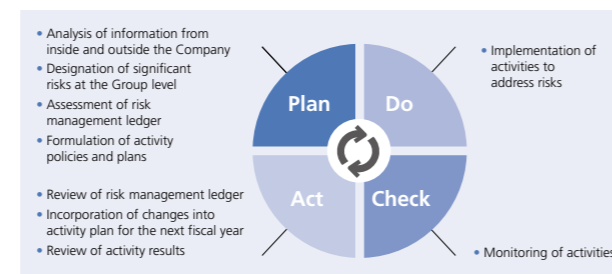 • Analysis of information from
inside and outside the Company
• Designation of significant
risks at the Group level
• Assessment of risk
management ledger
• Formulation of activity
policies and plans
Plan
Do
• Implementation of
activities to
address risks
• Review of risk management ledger
• Incorporation of changes into
activity plan for the next fiscal year
• Review of activity results
Act
Check
• Monitoring of activities